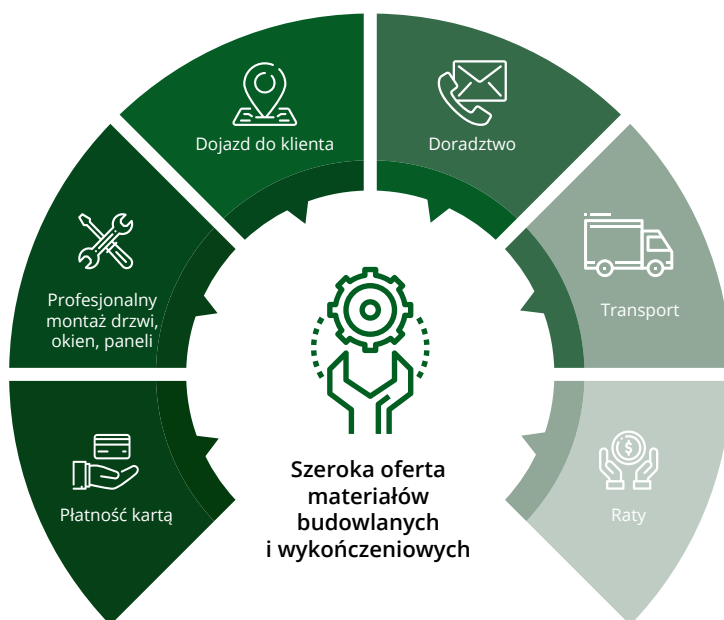 Dojazd do klienta
Doradztwo
Profesjonalny
montaż drzwi,
okien, paneli
Transport
Płatność kartą
Raty
Szeroka oferta
materiałów
budowlanych
i wykończeniowych